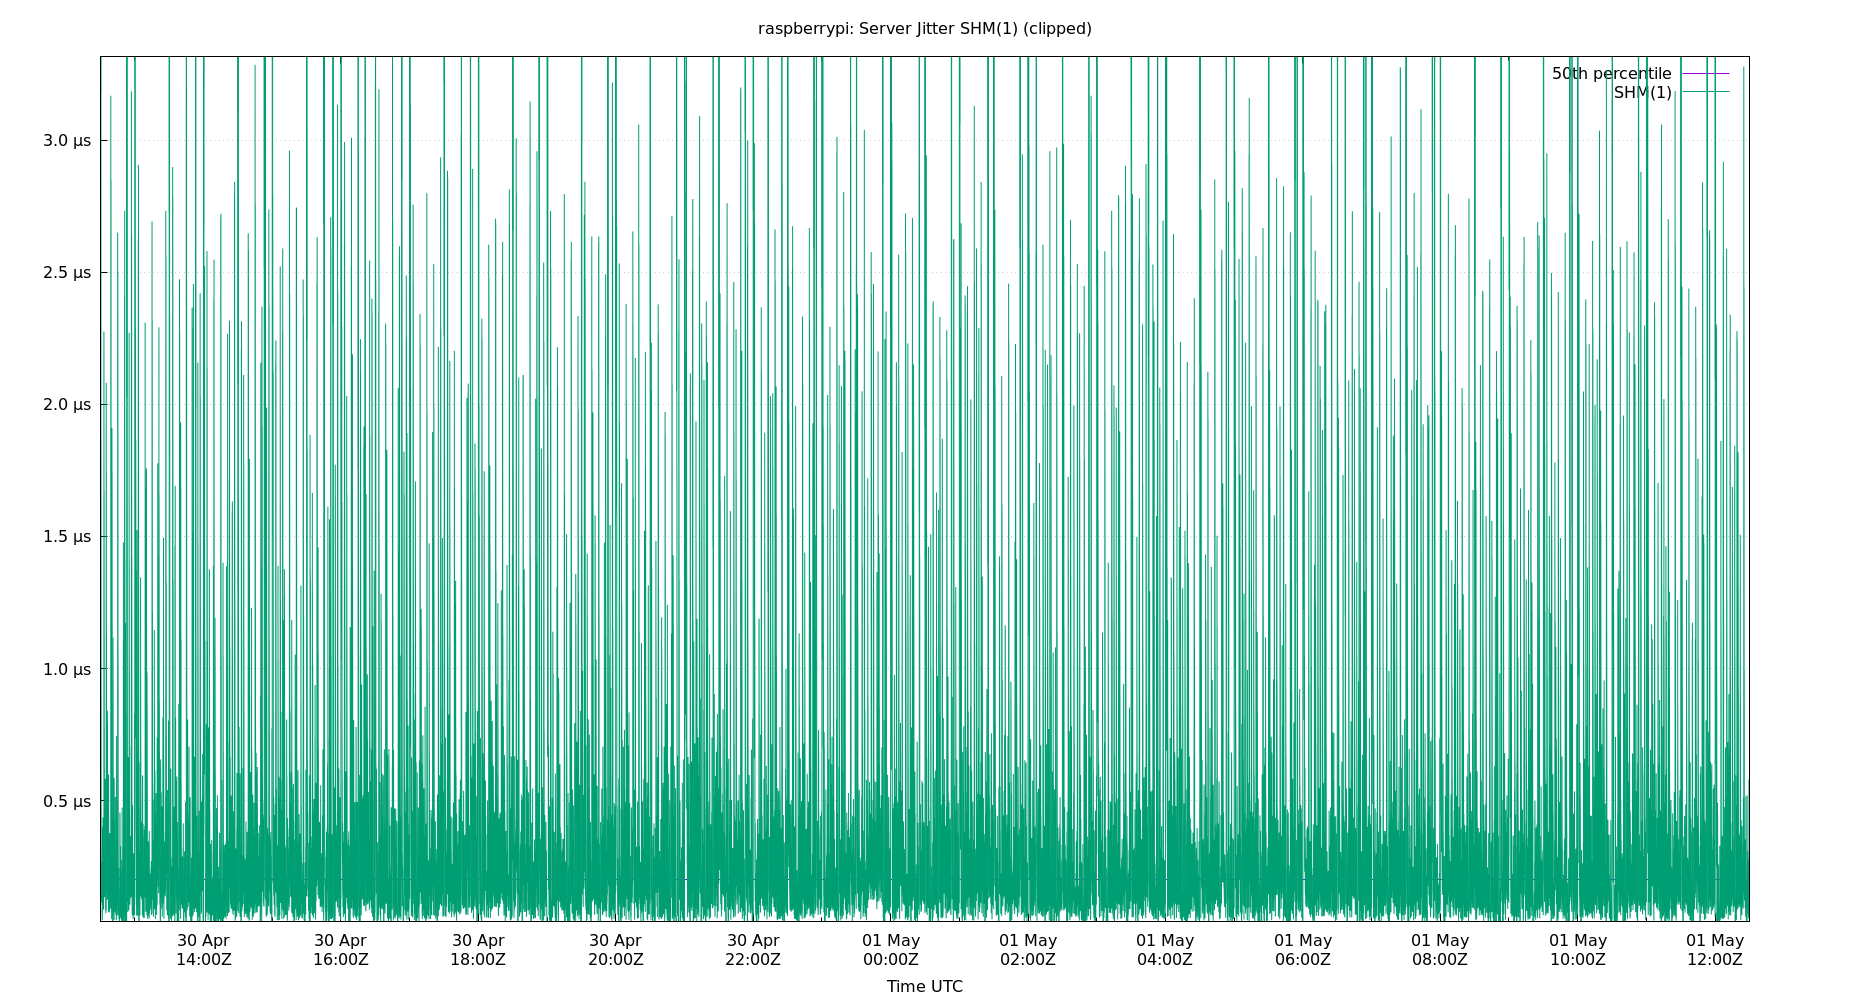 raspberrypi: Server Jitter SHM(1) (clipped)
50th percentile
SHM(1)
3.0 µs
2.5 µs
2.0 µs
1.5 µs
1.0 µs
0.5 µs
30 Apr 30 Apr 30 Apr 30 Apr 30 Apr 01 May 01 May 01 May 01 May 01 May 01 May 01 May
14:00Z 16:00Z 18:00Z 20:00Z 22:00Z 00:00Z 02:00Z 04:00Z 06:00Z 08:00Z 10:00Z 12:00Z
Time UTC